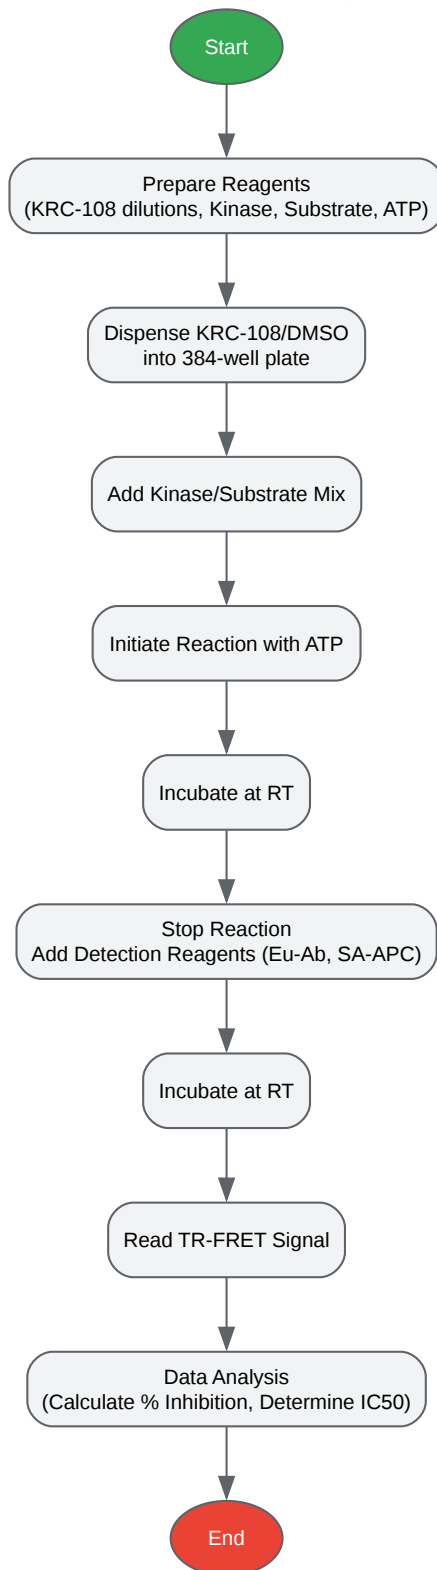 Start
Prepare Reagents
(KRC-108 dilutions, Kinase, Substrate, ATP)
Dispense KRC-108/DMSO
into 384-well plate
Add Kinase/Substrate Mix
Initiate Reaction with ATP
Incubate at RT
Stop Reaction
Add Detection Reagents (Eu-Ab, SA-APC)
Incubate at RT
Read TR-FRET Signal
Data Analysis
(Calculate % Inhibition, Determine IC50)
End